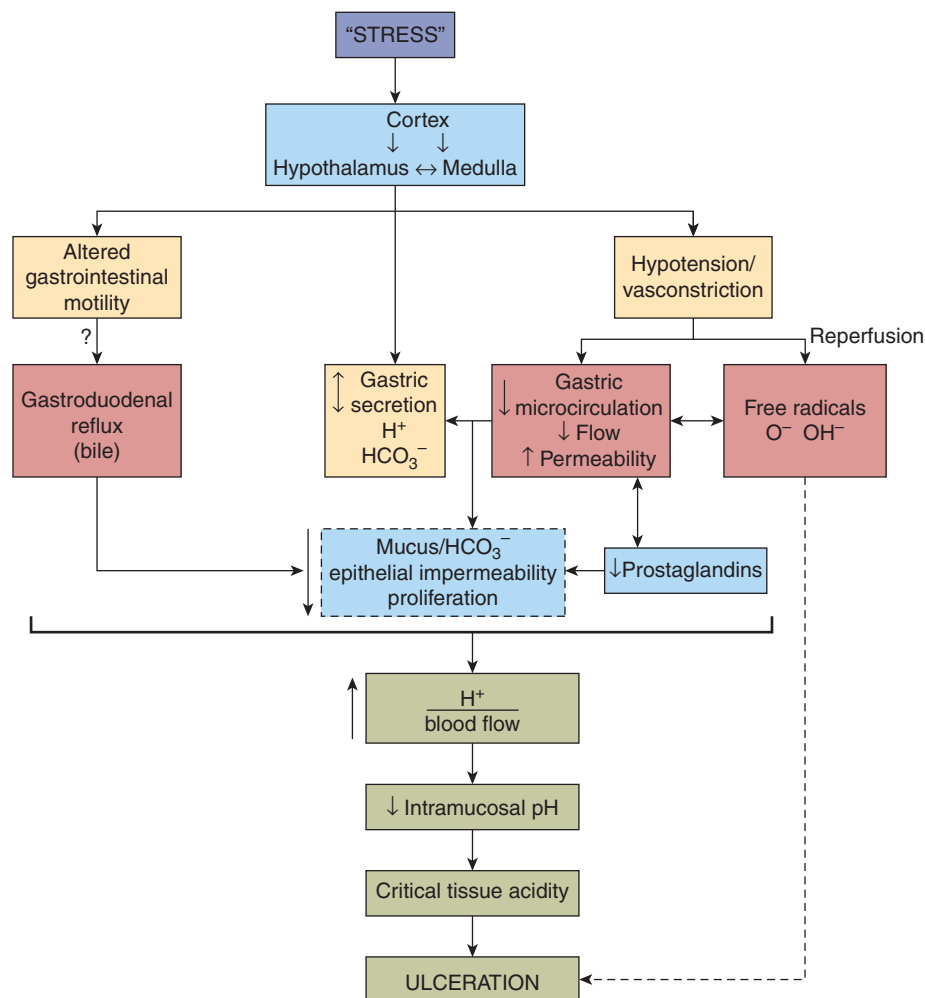 “STRESS”
Cortex
↓ ↓
Hypothalamus ↔ Medulla
Altered
gastrointestinal
motility
Hypotension/
vasoconstriction
?
Reperfusion
Gastroduodenal
reflux
(bile)
↕ Gastric
secretion
H⁺
HCO₃⁻
↓ Gastric
microcirculation
↓ Flow
↑ Permeability
Free radicals
O⁻ OH⁻
Mucus/HCO₃⁻
epithelial impermeability
proliferation
↓Prostaglandins
H⁺
blood flow
↓ Intramucosal pH
Critical tissue acidity
ULCERATION